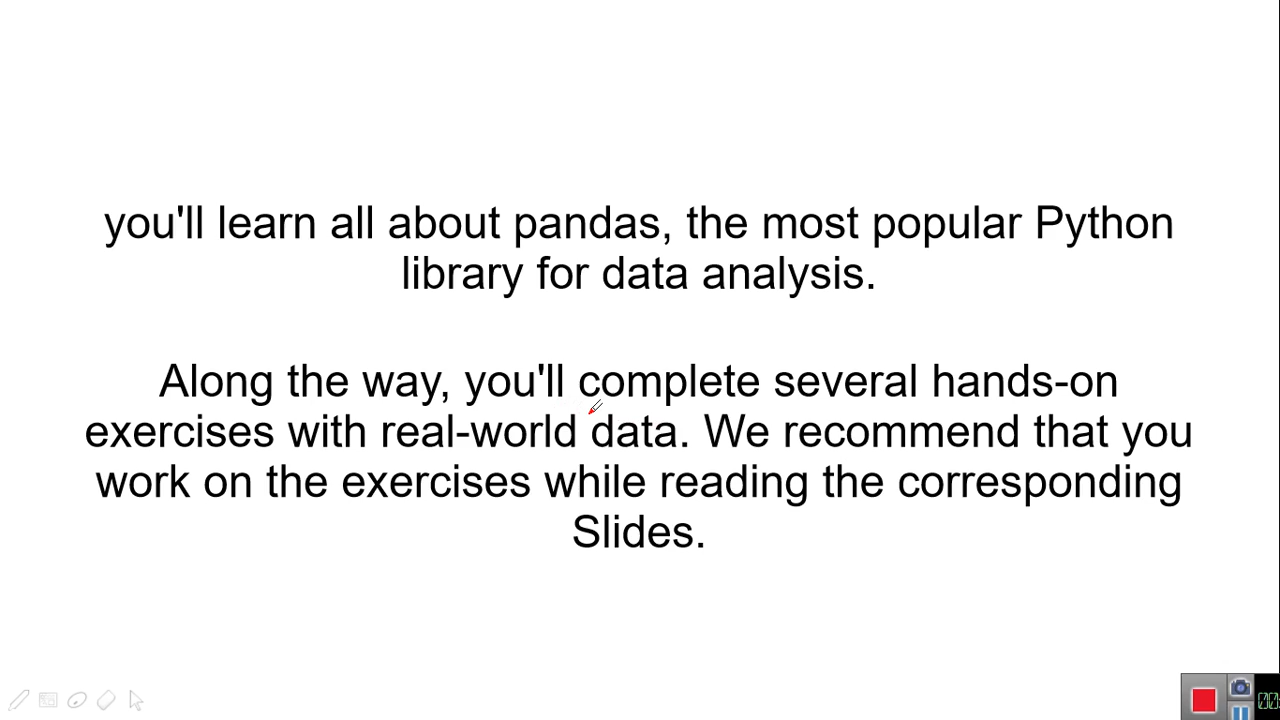 you'll learn all about pandas, the most popular Python
library for data analysis.
Along the way, you'll complete several hands-on
exercises with real-world data. We recommend that you
work on the exercises while reading the corresponding
Slides.
00